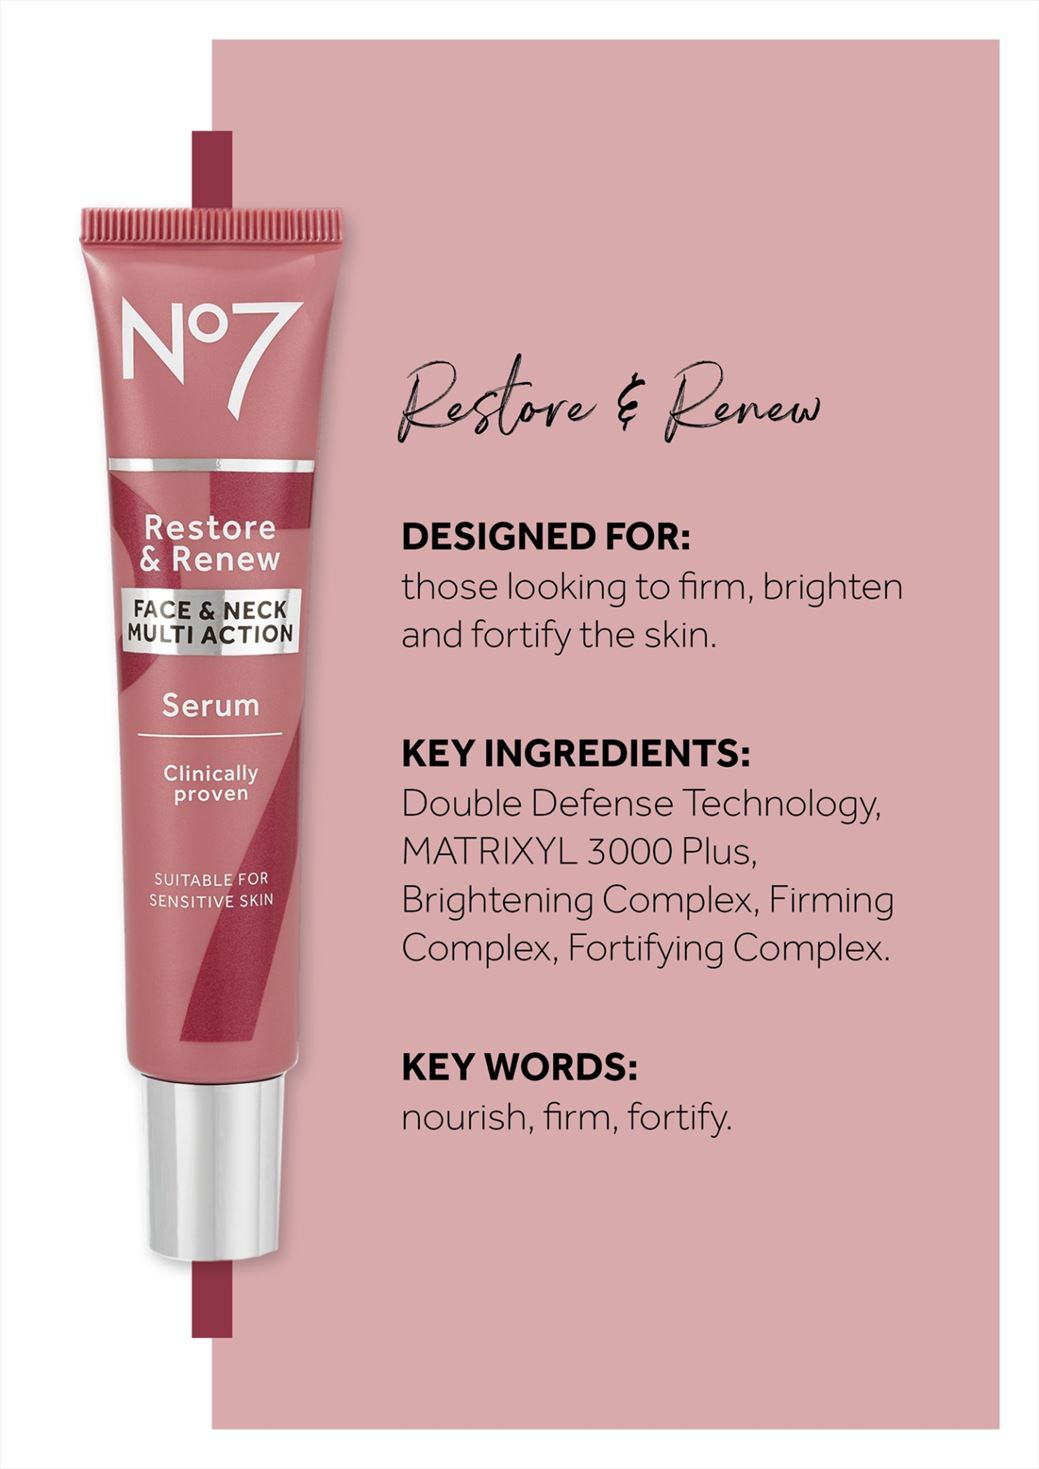 Nº7
Restore
& Renew
FACE & NECK
MULTI ACTION
Serum
Clinically
proven
SUITABLE FOR
SENSITIVE SKIN
Restore & Renew
DESIGNED FOR:
those looking to firm, brighten
and fortify the skin.
KEY INGREDIENTS:
Double Defense Technology,
MATRIXYL 3000 Plus,
Brightening Complex, Firming
Complex, Fortifying Complex.
KEY WORDS:
nourish, firm, fortify.